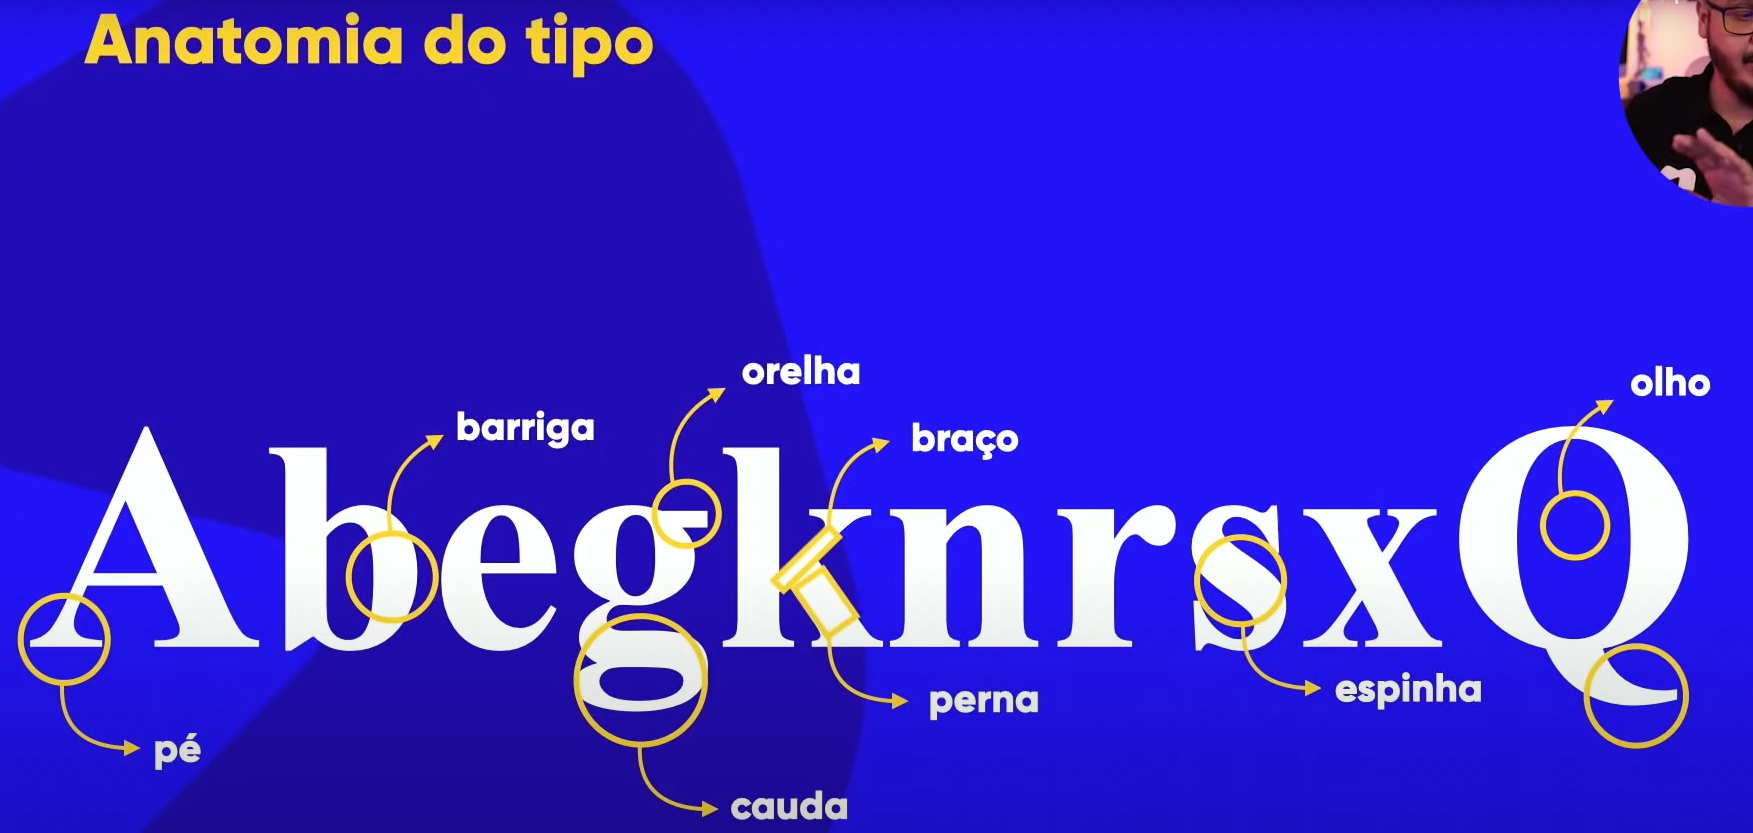 Anatomia do tipo
orelha
olho
barriga
braço
AbegknrsxQ
perna
espinha
pé
cauda